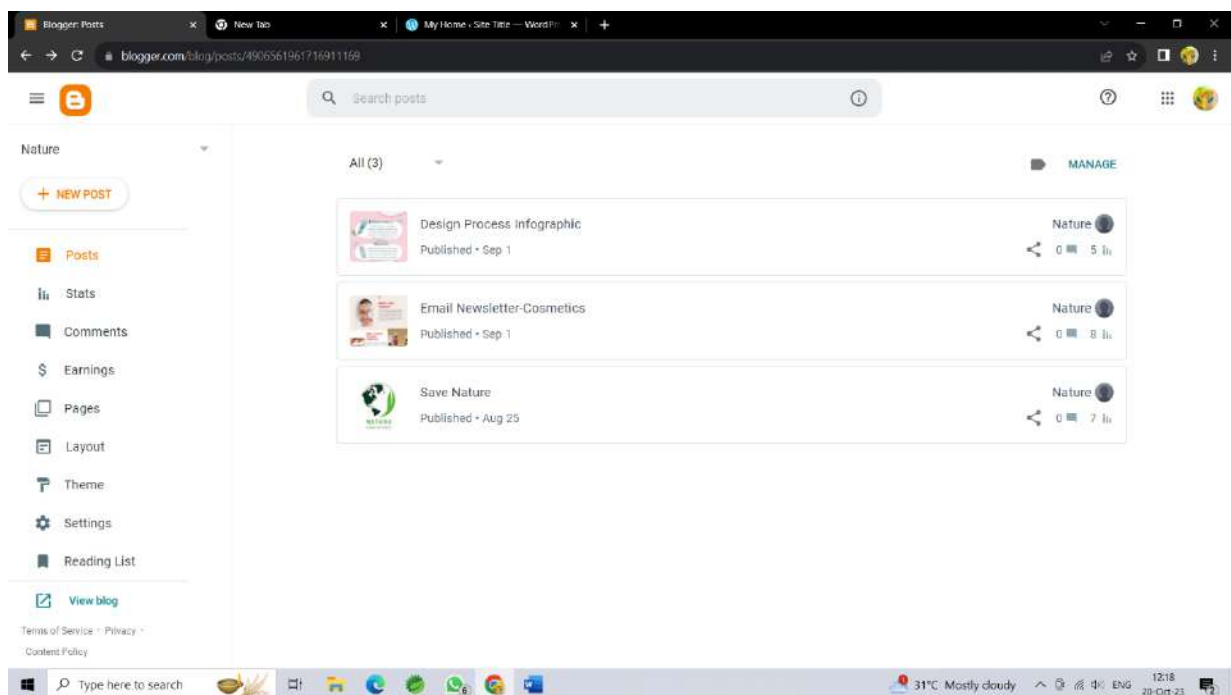 Blogger: Posts
New Tab
My Home ‹ Site Title — WordPr
blogger.com/blog/posts/4906561961716911169
Search posts
Nature
All (3)
MANAGE
+ NEW POST
Design Process Infographic
Nature
Published • Sep 1
0 5
Posts
Stats
Email Newsletter-Cosmetics
Nature
Comments
Published • Sep 1
0 8
Earnings
Save Nature
Nature
Pages
Published • Aug 25
0 7
Layout
Theme
Settings
Reading List
View blog
Terms of Service • Privacy •
Content Policy
Type here to search
6
31°C Mostly cloudy
ENG
12:18
20-Oct-23